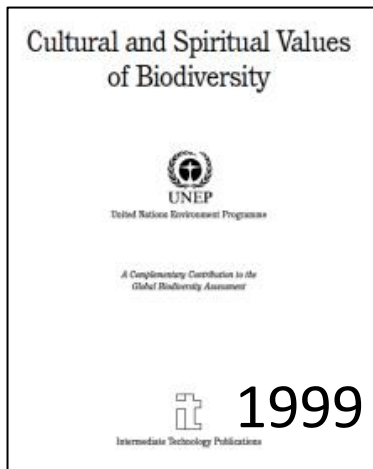 Cultural and Spiritual Values
of Biodiversity
UNEP
United Nations Environment Programme
A Complementary Contribution to the
Global Biodiversity Assessment
it
1999
Intermediate Technology Publications